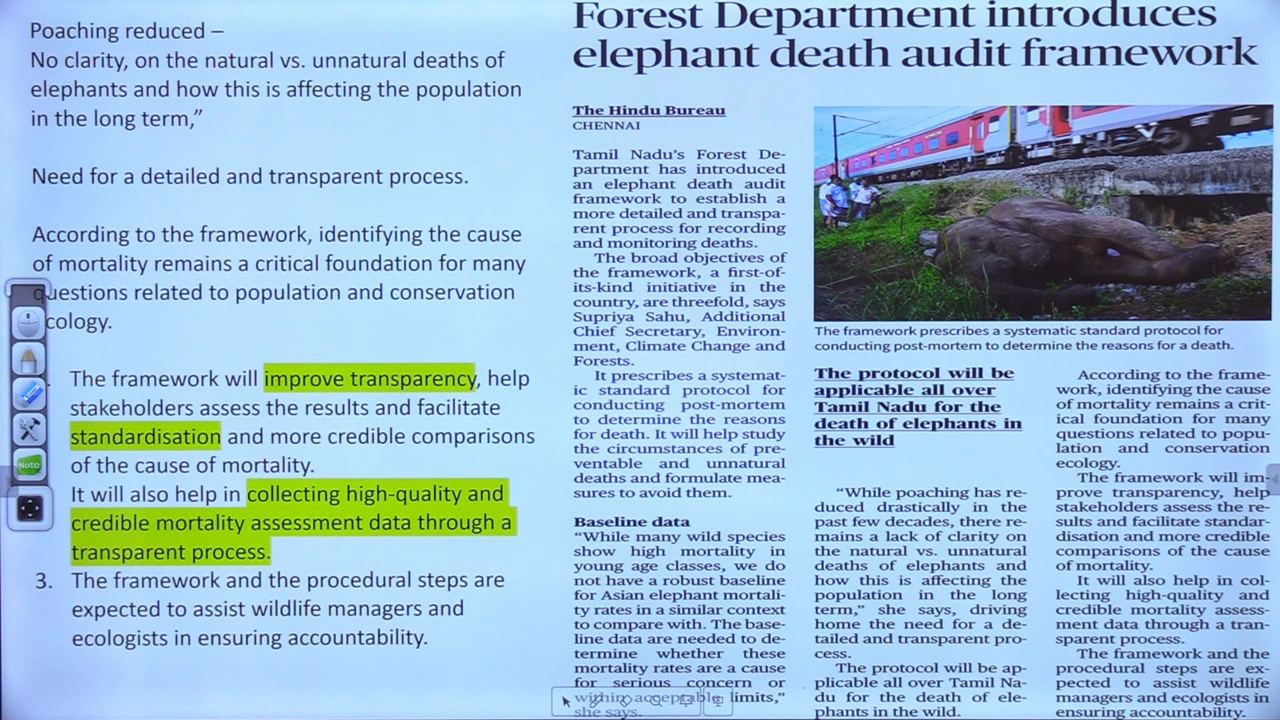 Poaching reduced –
No clarity, on the natural vs. unnatural deaths of
elephants and how this is affecting the population
in the long term,”
Need for a detailed and transparent process.
According to the framework, identifying the cause
of mortality remains a critical foundation for many
questions related to population and conservation
cology.
The framework will improve transparency, help
stakeholders assess the results and facilitate
standardisation and more credible comparisons
of the cause of mortality.
It will also help in collecting high-quality and
credible mortality assessment data through a
transparent process.
3. The framework and the procedural steps are
expected to assist wildlife managers and
ecologists in ensuring accountability.
Note
Forest Department introduces
elephant death audit framework
The Hindu Bureau
CHENNAI
Tamil Nadu’s Forest De-
partment has introduced
an elephant death audit
framework to establish a
more detailed and transpa-
rent process for recording
and monitoring deaths.
The broad objectives of
the framework, a first-of-
its-kind initiative in the
country, are threefold, says
Supriya Sahu, Additional
Chief Secretary, Environ-
ment, Climate Change and
Forests.
It prescribes a systemat-
ic standard protocol for
conducting post-mortem
to determine the reasons
for death. It will help study
the circumstances of pre-
ventable and unnatural
deaths and formulate mea-
sures to avoid them.
Baseline data
“While many wild species
show high mortality in
young age classes, we do
not have a robust baseline
for Asian elephant mortali-
ty rates in a similar context
to compare with. The base-
line data are needed to de-
termine whether these
mortality rates are a cause
for serious concern or
within acceptable limits,”
she says.
The framework prescribes a systematic standard protocol for
conducting post-mortem to determine the reasons for a death.
The protocol will be
applicable all over
Tamil Nadu for the
death of elephants in
the wild
“While poaching has re-
duced drastically in the
past few decades, there re-
mains a lack of clarity on
the natural vs. unnatural
deaths of elephants and
how this is affecting the
population in the long
term,” she says, driving
home the need for a de-
tailed and transparent pro-
cess.
The protocol will be ap-
plicable all over Tamil Na-
du for the death of ele-
phants in the wild.
According to the frame-
work, identifying the cause
of mortality remains a crit-
ical foundation for many
questions related to popu-
lation and conservation
ecology.
The framework will im-
prove transparency, help
stakeholders assess the re-
sults and facilitate standar-
disation and more credible
comparisons of the cause
of mortality.
It will also help in col-
lecting high-quality and
credible mortality assess-
ment data through a tran-
sparent process.
The framework and the
procedural steps are ex-
pected to assist wildlife
managers and ecologists in
ensuring accountability.